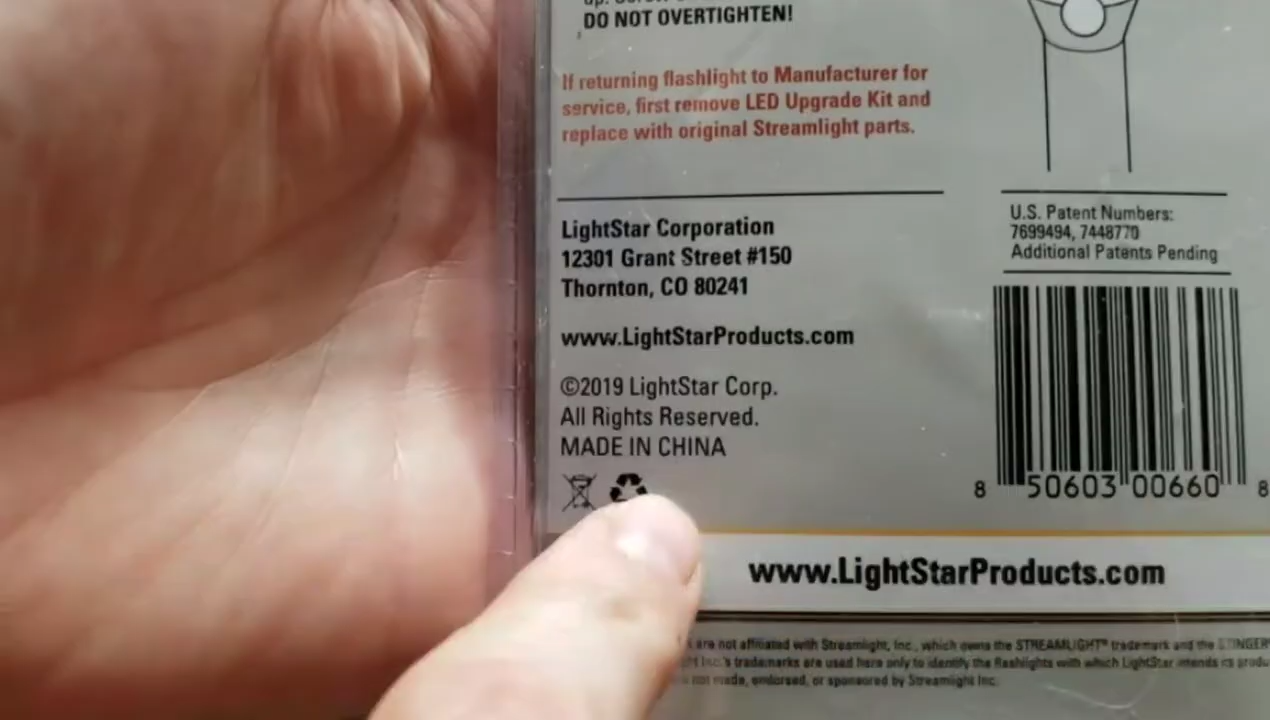 DO NOT OVERTIGHTEN!
If returning flashlight to Manufacturer for
service, first remove LED Upgrade Kit and
replace with original Streamlight parts.
LightStar Corporation
12301 Grant Street #150
Thornton, CO 80241
www.LightStarProducts.com
©2019 LightStar Corp.
All Rights Reserved.
MADE IN CHINA
U.S. Patent Numbers:
7699494, 7448770
Additional Patents Pending
8 50603 00660 8
www.LightStarProducts.com
are not affiliated with Streamlight, Inc., which owns the STREAMLIGHT® trademark and the STINGER
Inc.'s trademarks are used here only to identify the flashlights with which LightStar intends its
not made, endorsed, or sponsored by Streamlight Inc.